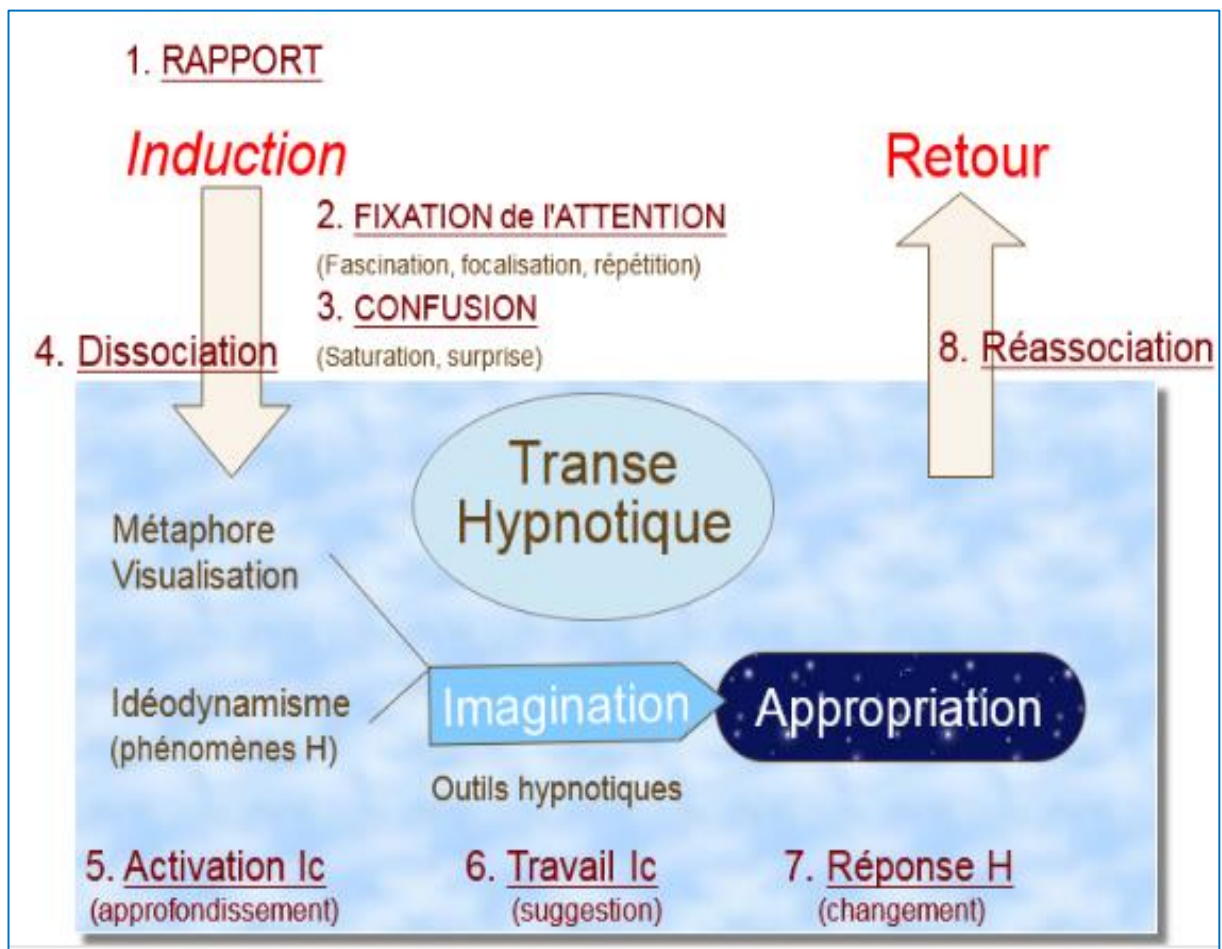 1. RAPPORT
Induction
Retour
2. FIXATION de l'ATTENTION
(Fascination, focalisation, répétition)
3. CONFUSION
(Saturation, surprise)
4. Dissociation
8. Réassociation
Transe
Hypnotique
Métaphore
Visualisation
Idéodynamisme
(phénomènes H)
Imagination
Appropriation
Outils hypnotiques
5. Activation Ic
(approfondissement)
6. Travail Ic
(suggestion)
7. Réponse H
(changement)